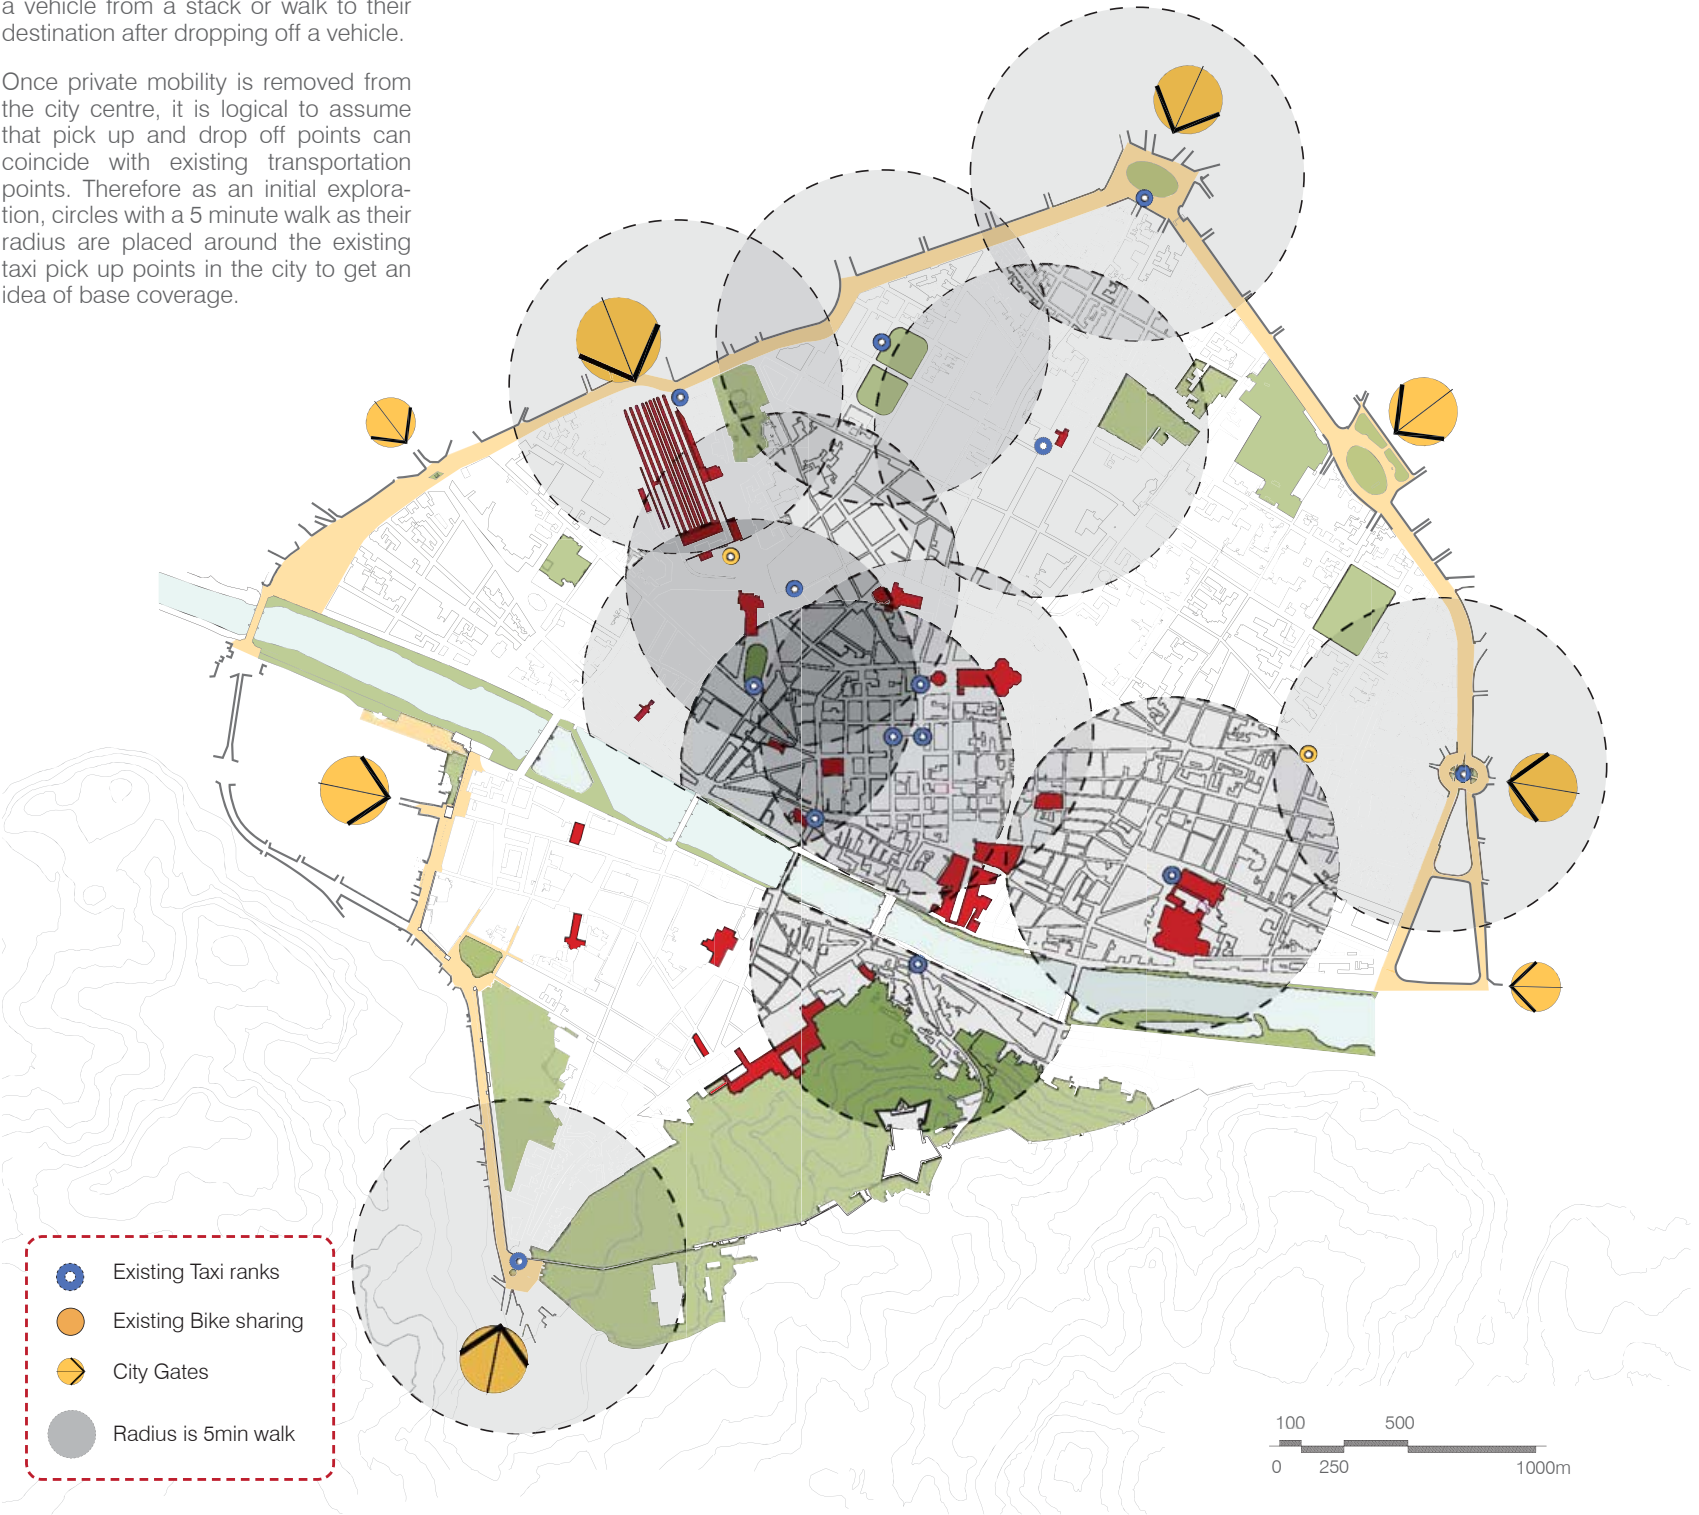 a vehicle from a stack or walk to their
destination after dropping off a vehicle.
Once private mobility is removed from
the city centre, it is logical to assume
that pick up and drop off points can
coincide with existing transportation
points. Therefore as an initial explora-
tion, circles with a 5 minute walk as their
radius are placed around the existing
taxi pick up points in the city to get an
idea of base coverage.
Existing Taxi ranks
Existing Bike sharing
City Gates
Radius is 5min walk
100 500
0 250 1000m